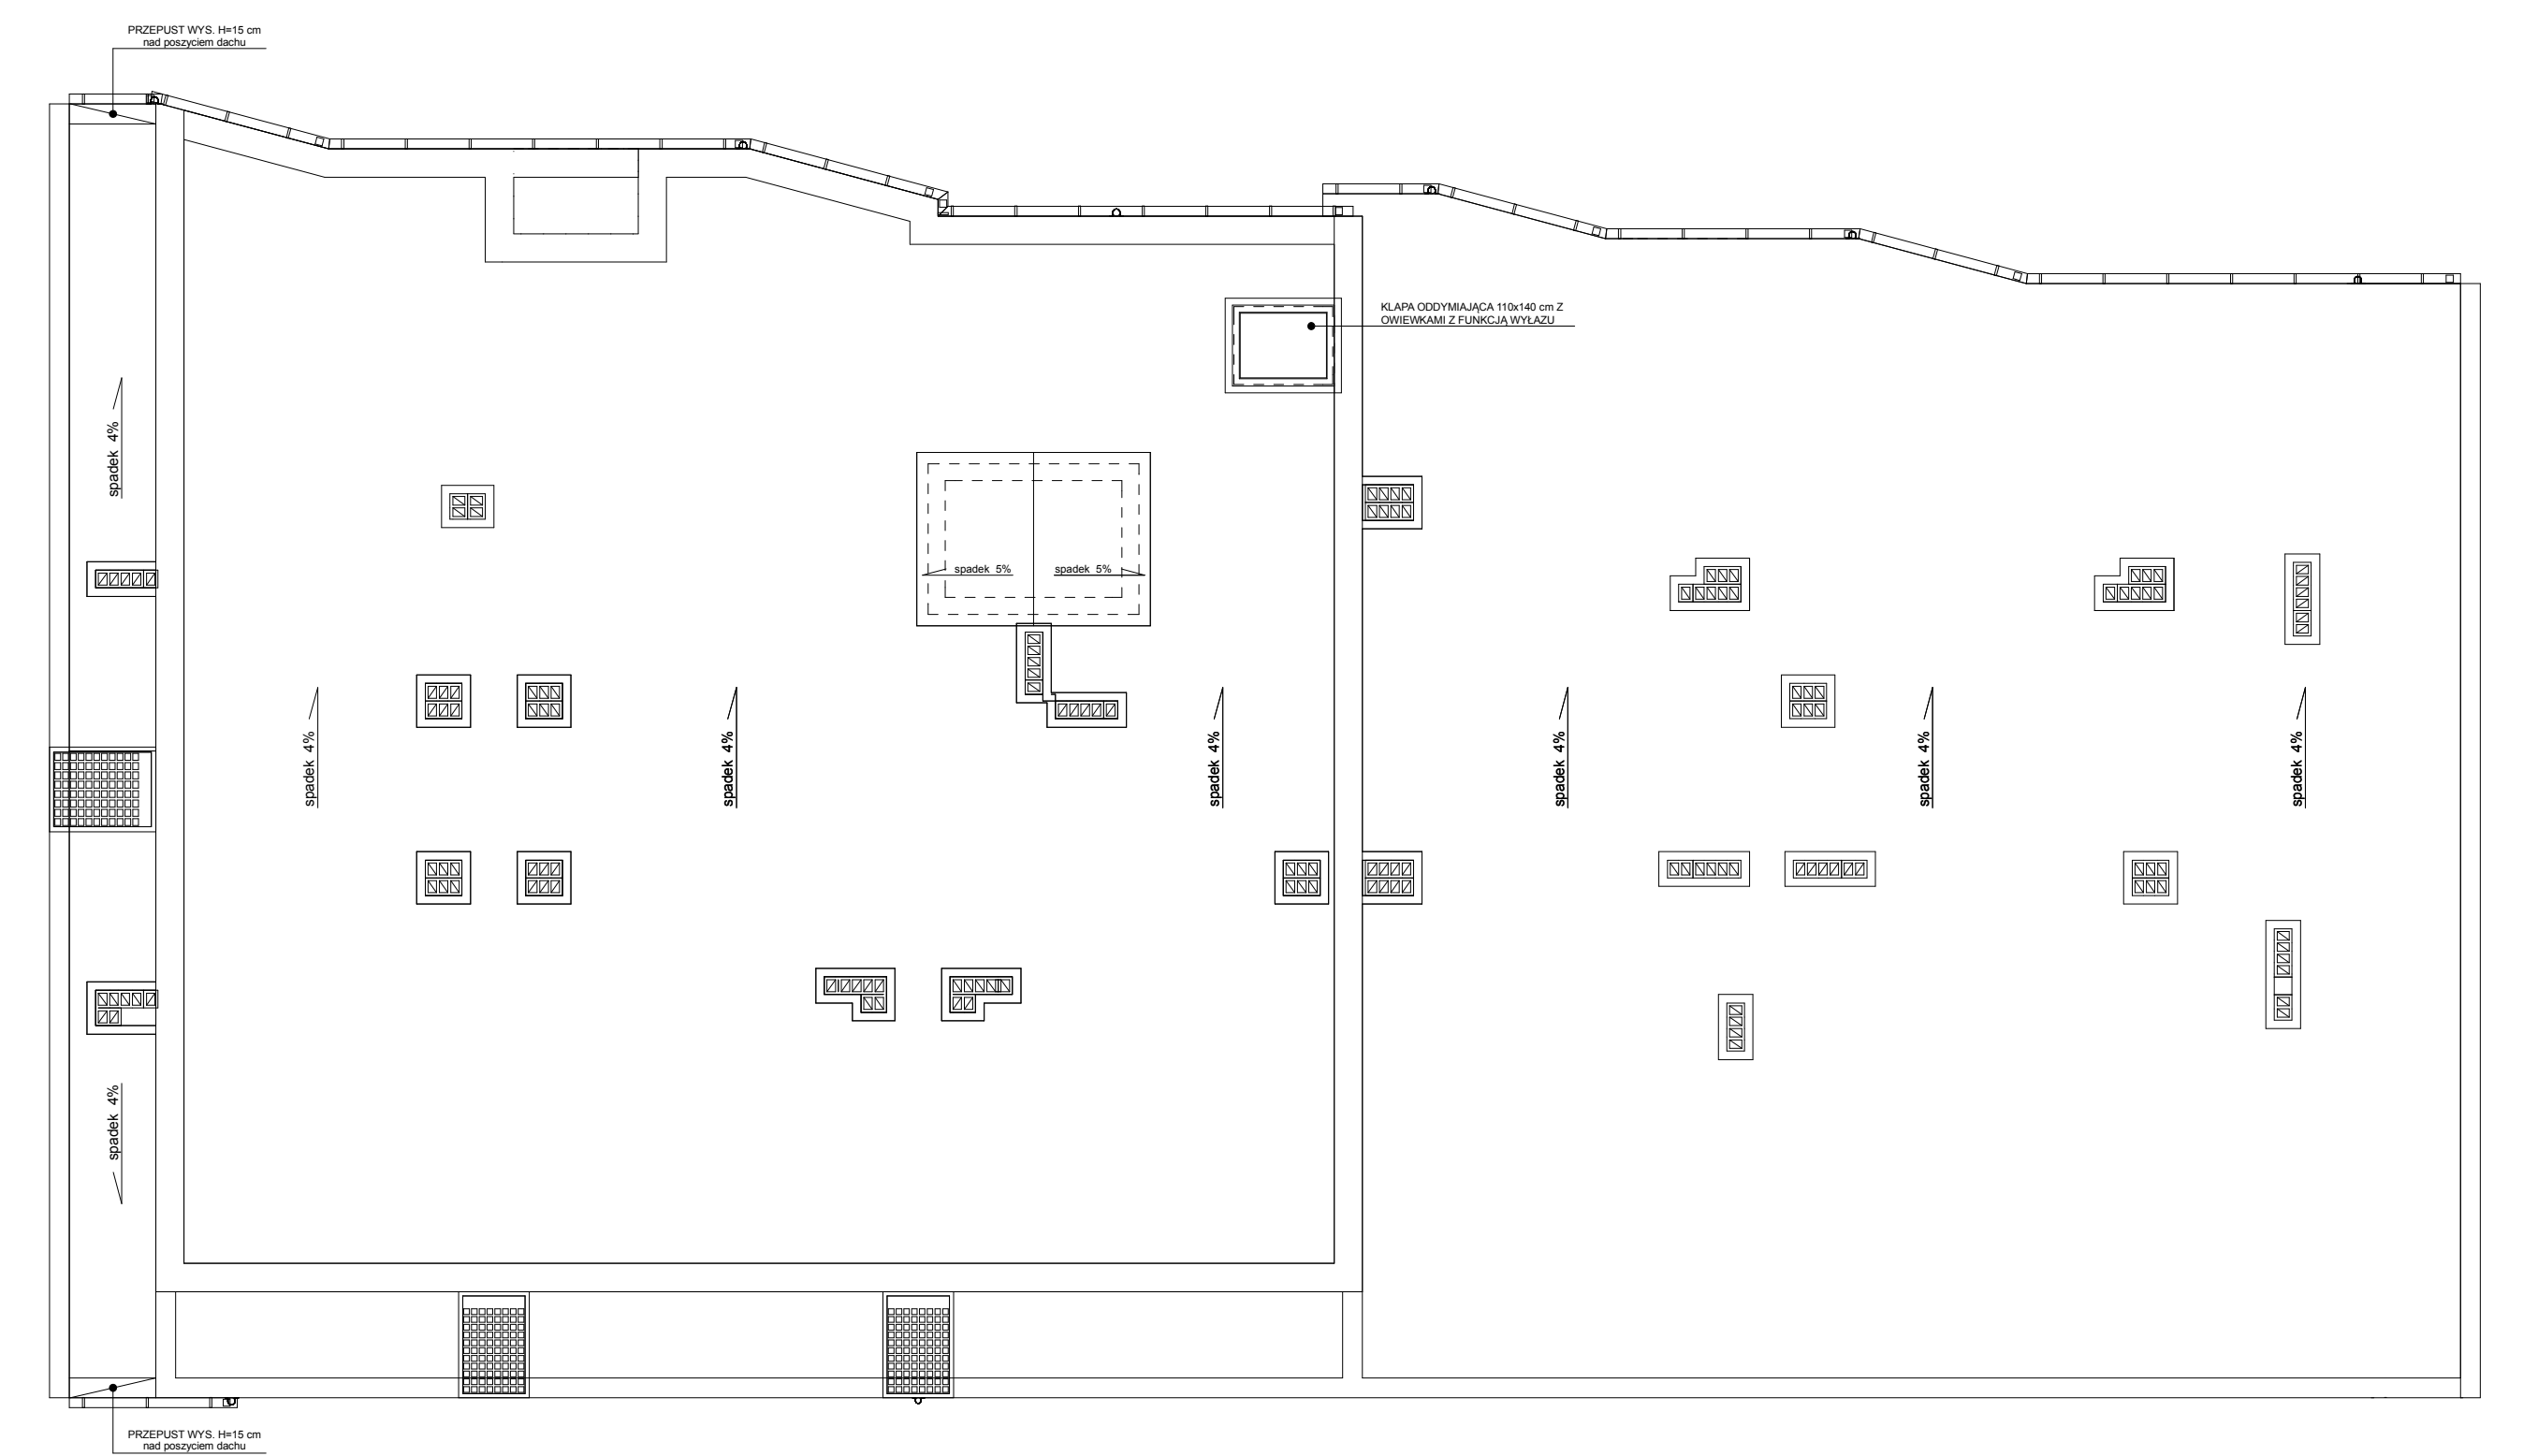 PRZEPUST WYS. H=15 cm
nad poszyciem dachu
KLAPA ODDYMIAJĄCA 110x140 cm Z
OWIEWKAMI Z FUNKCJĄ WYŁAZU
spadek 4%
spadek 5%
spadek 5%
spadek 4%
spadek 4%
spadek 4%
spadek 4%
spadek 4%
spadek 4%
spadek 4%
PRZEPUST WYS. H=15 cm
nad poszyciem dachu